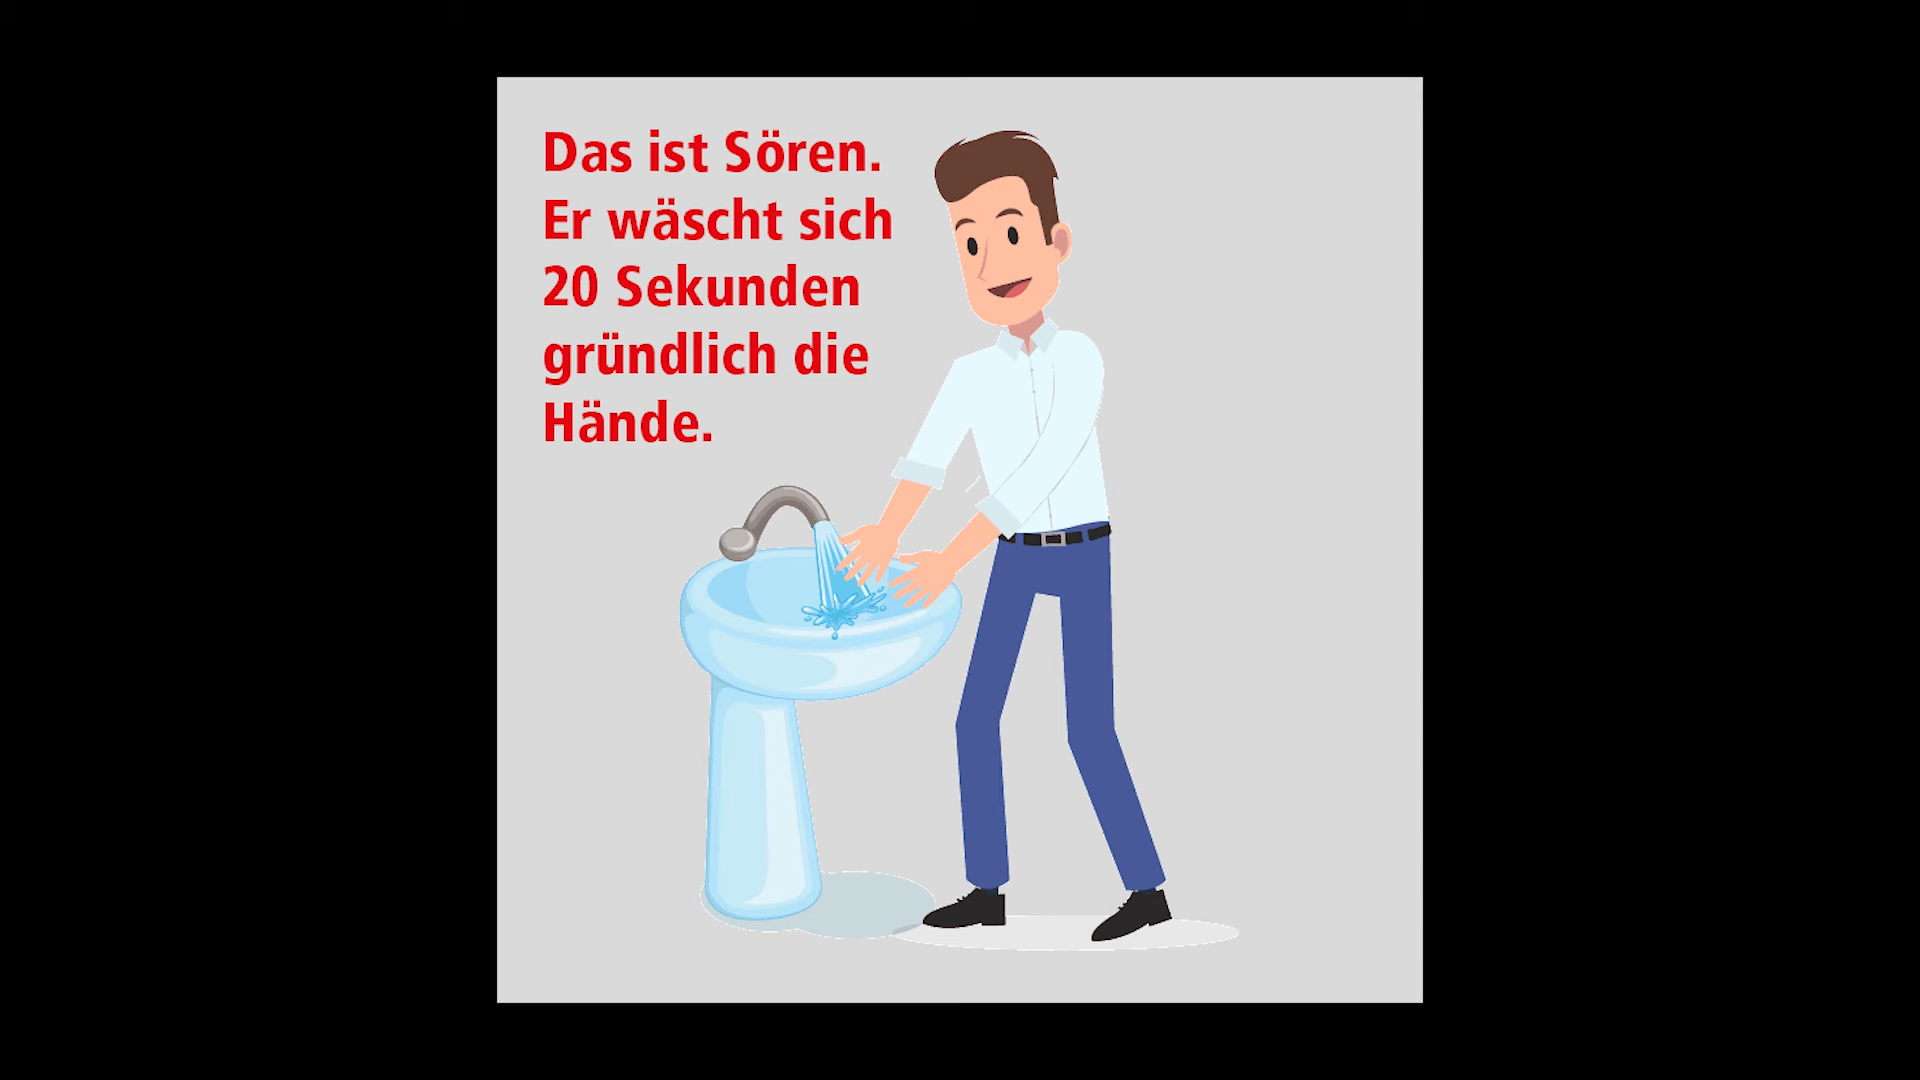 Das ist Sören.
Er wäscht sich
20 Sekunden
gründlich die
Hände.